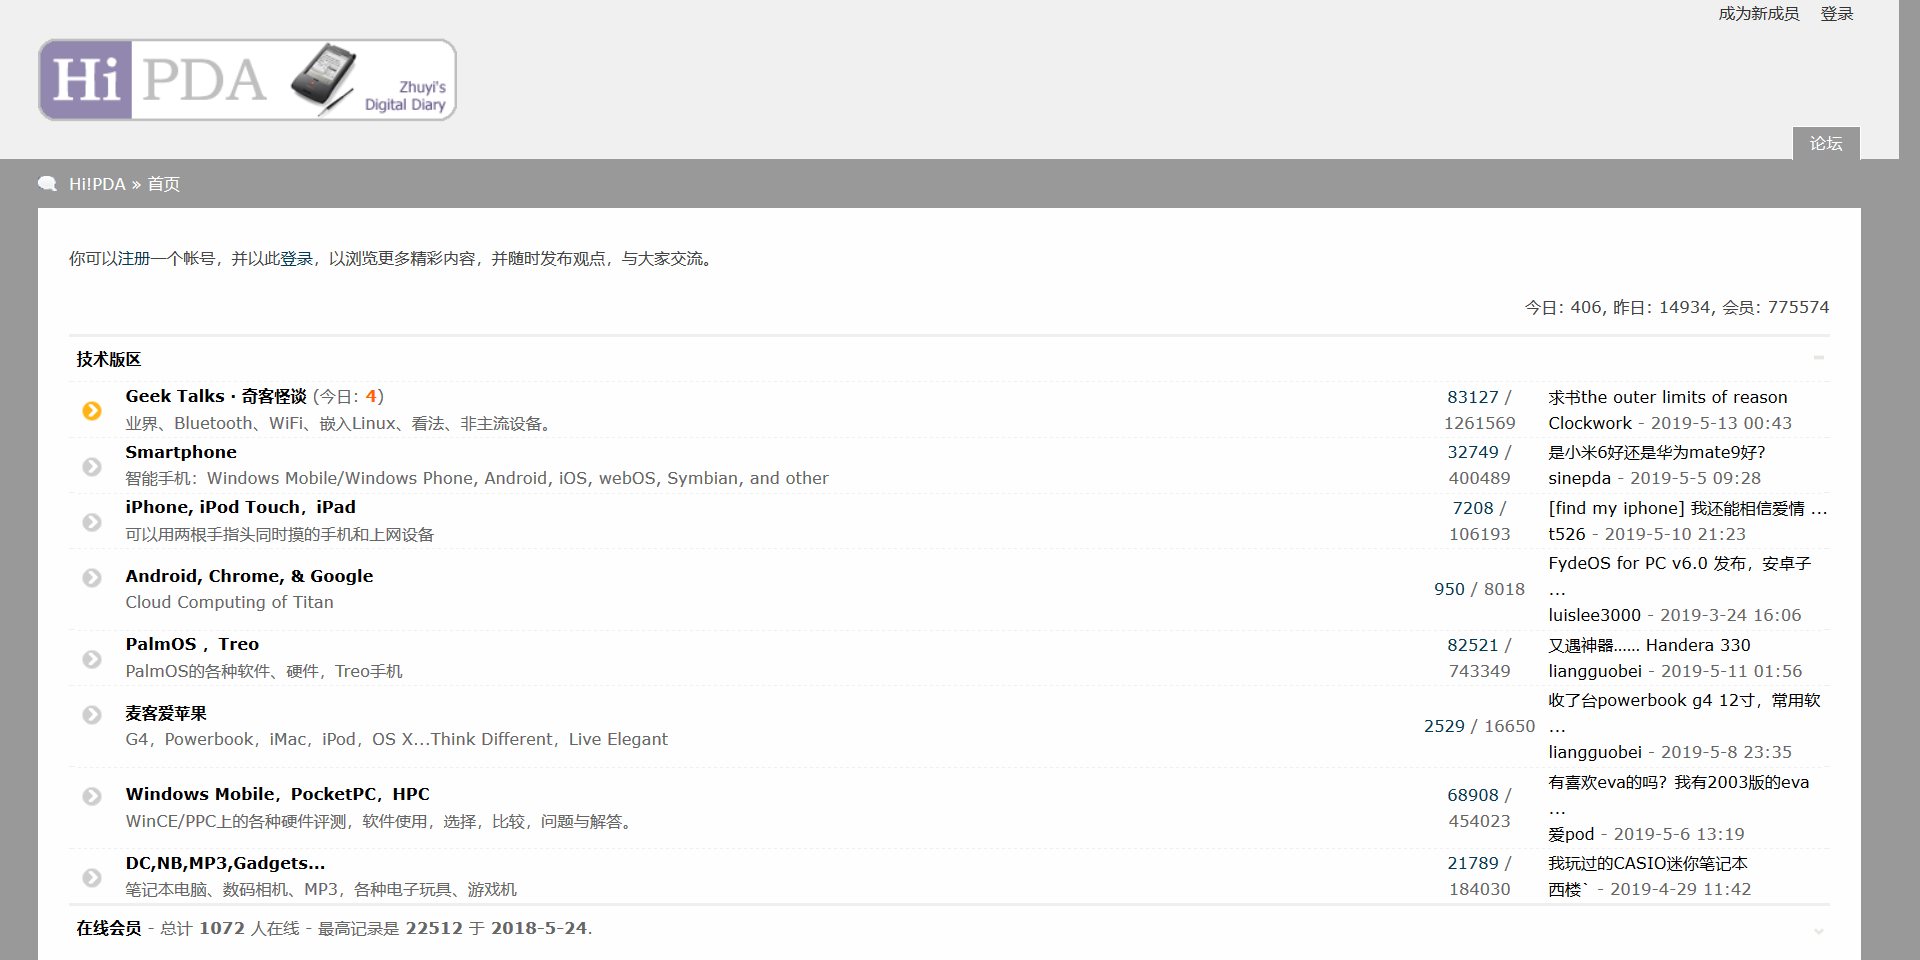 成为新成员 登录
Hi PDA Zhuyi's
Digital Diary
论坛
Hi!PDA » 首页
你可以注册一个帐号，并以此登录，以浏览更多精彩内容，并随时发布观点，与大家交流。
今日: 406, 昨日: 14934, 会员: 775574
技术版区
Geek Talks · 奇客怪谈 (今日: 4)
业界、Bluetooth、WiFi、嵌入Linux、看法、非主流设备。
83127 /
1261569
求书the outer limits of reason
Clockwork - 2019-5-13 00:43
Smartphone
智能手机：Windows Mobile/Windows Phone, Android, iOS, webOS, Symbian, and other
32749 /
400489
是小米6好还是华为mate9好?
sinepda - 2019-5-5 09:28
iPhone, iPod Touch，iPad
可以用两根手指头同时摸的手机和上网设备
7208 /
106193
[find my iphone] 我还能相信爱情 ...
t526 - 2019-5-10 21:23
Android, Chrome, & Google
Cloud Computing of Titan
950 / 8018
FydeOS for PC v6.0 发布，安卓子
...
luislee3000 - 2019-3-24 16:06
PalmOS ，Treo
PalmOS的各种软件、硬件，Treo手机
82521 /
743349
又遇神器...... Handera 330
liangguobei - 2019-5-11 01:56
麦客爱苹果
G4，Powerbook，iMac，iPod，OS X...Think Different，Live Elegant
2529 / 16650
收了台powerbook g4 12寸，常用软
...
liangguobei - 2019-5-8 23:35
Windows Mobile，PocketPC，HPC
WinCE/PPC上的各种硬件评测，软件使用，选择，比较，问题与解答。
68908 /
454023
有喜欢eva的吗？我有2003版的eva
...
爱pod - 2019-5-6 13:19
DC,NB,MP3,Gadgets...
笔记本电脑、数码相机、MP3，各种电子玩具、游戏机
21789 /
184030
我玩过的CASIO迷你笔记本
西楼` - 2019-4-29 11:42
在线会员 - 总计 1072 人在线 - 最高记录是 22512 于 2018-5-24.